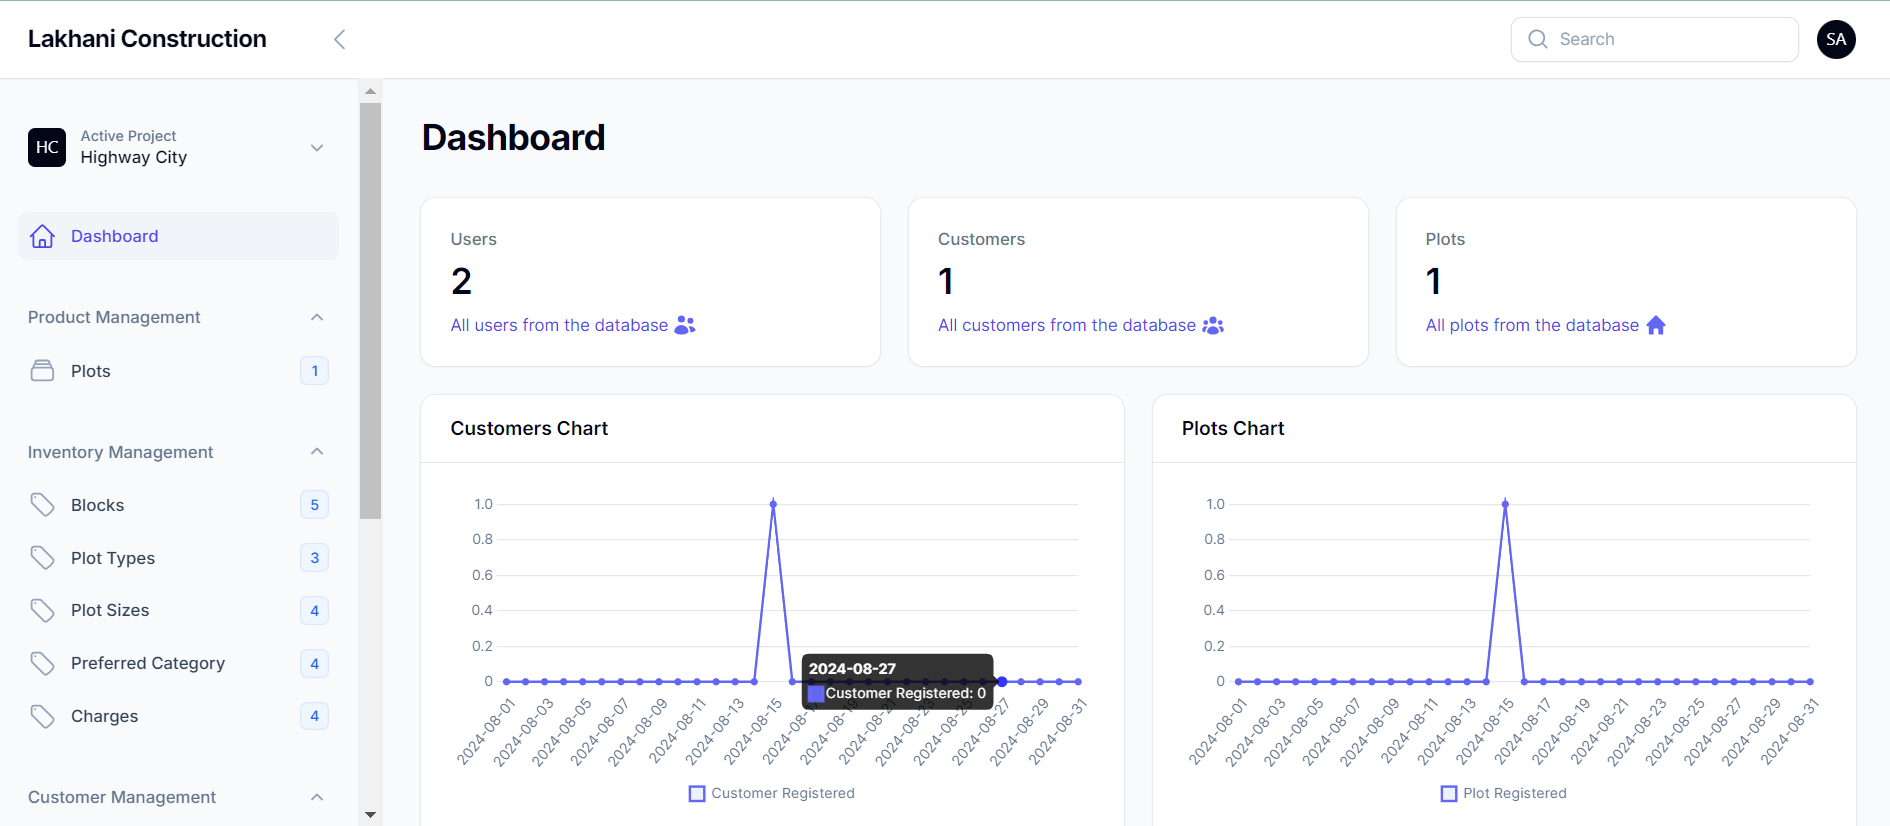 Lakhani Construction
Search
SA
HC
Active Project
Highway City
Dashboard
Product Management
Plots
1
Inventory Management
Blocks
5
Plot Types
3
Plot Sizes
4
Preferred Category
4
Charges
4
Customer Management
Dashboard
Users
2
All users from the database
Customers
1
All customers from the database
Plots
1
All plots from the database
Customers Chart
1.0
0.8
0.6
0.4
0.2
0
2024-08-27
Customer Registered: 0
2024-08-01
2024-08-03
2024-08-05
2024-08-07
2024-08-09
2024-08-11
2024-08-13
2024-08-15
2024-08-1
2024-08-19
2024-08-21
2024-08-23
2024-08-25
2024-08-27
2024-08-29
2024-08-31
Customer Registered
Plots Chart
1.0
0.8
0.6
0.4
0.2
0
2024-08-01
2024-08-03
2024-08-05
2024-08-07
2024-08-09
2024-08-11
2024-08-13
2024-08-15
2024-08-17
2024-08-19
2024-08-21
2024-08-23
2024-08-25
2024-08-27
2024-08-29
2024-08-31
Plot Registered